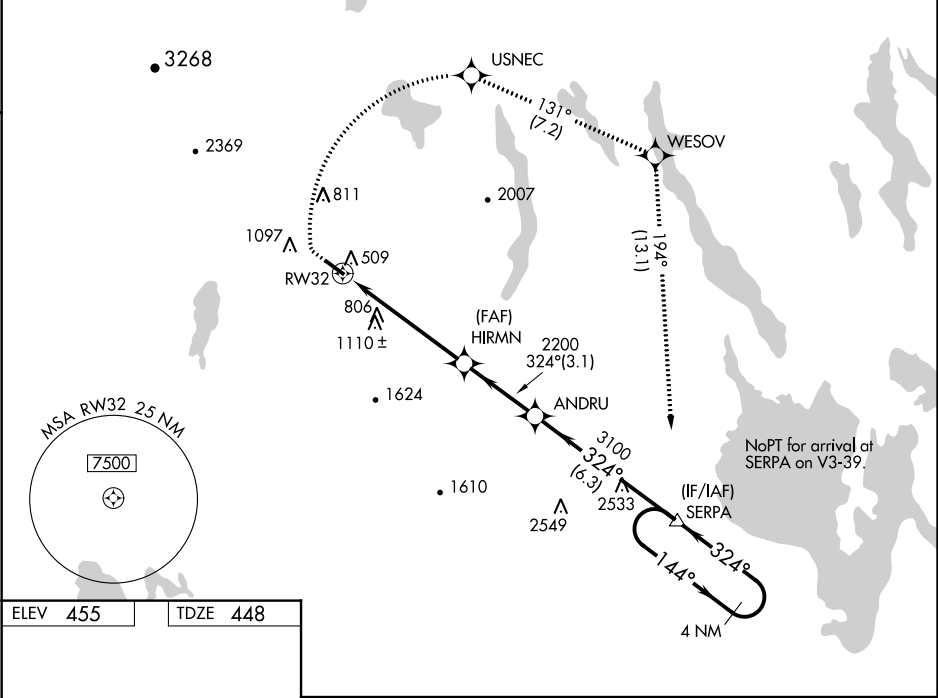 3268
USNEC
131°
(7.2)
2369
WESOV
811
2007
1097
509
RW32
194°
(13.1)
806
1110 ±
(FAF)
HIRMN
2200
324°(3.1)
1624
ANDRU
MSA RW32 25 NM
7500
3100
324°
(6.3)
NoPT for arrival at
SERPA on V3-39.
1610
2533
(IF/IAF)
SERPA
2549
324°
144°
4 NM
ELEV 455
TDZE 448